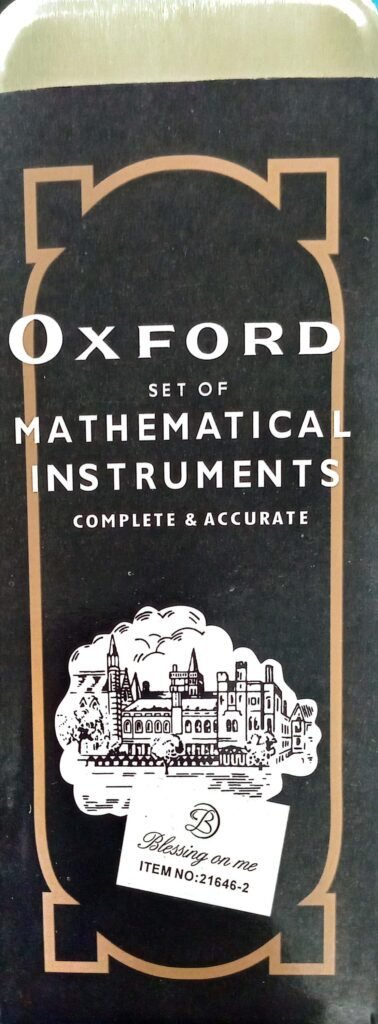 OXFORD
SET OF
MATHEMATICAL
INSTRUMENTS
COMPLETE & ACCURATE
B
Blessing on me
ITEM NO:21646-2